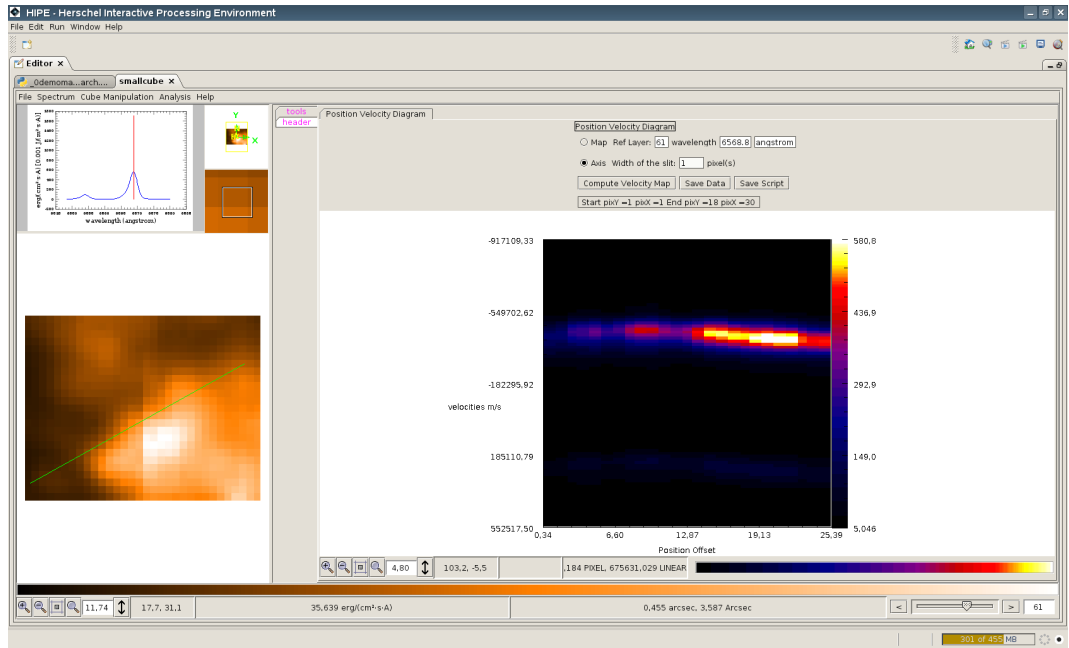 HIPE - Herschel Interactive Processing Environment
File Edit Run Window Help
Editor ×
_0demoma...arch.... smallcube ×
File Spectrum Cube Manipulation Analysis Help
tools
header
Y
X
wavelength (angstrom)
Position Velocity Diagram
Position Velocity Diagram
Map Ref Layer: 61 wavelength 6568.8 angstrom
Axis Width of the slit: 1 pixel(s)
Compute Velocity Map Save Data Save Script
Start pixY =1 pixX =1 End pixY =18 pixX =30
-917109,33 580,8
-549702.62 436,9
-182295,92 292,9
velocities m/s
185110.79 149,0
552517.50 5,046
0,34 6,60 12,87 19,13 25,39
Position Offset
4,80 103,2, -5,5 ,184 PIXEL, 675631,029 LINEAR
11,74 17,7, 31,1 35,639 erg/(cm²·s·A) 0,455 arcsec, 3,587 Arcsec < > 61
301 of 455 MB